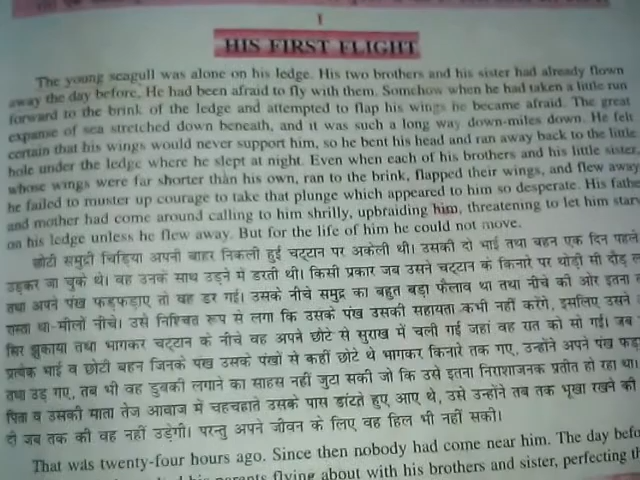 I
HIS FIRST FLIGHT
The young seagull was alone on his ledge. His two brothers and his sister had already flown
away the day before. He had been afraid to fly with them. Somehow when he had taken a little run
forward to the brink of the ledge and attempted to flap his wings he became afraid. The great
expanse of sea stretched down beneath, and it was such a long way down-miles down. He felt
certain that his wings would never support him, so he bent his head and ran away back to the little
hole under the ledge where he slept at night. Even when each of his brothers and his little sister,
whose wings were far shorter than his own, ran to the brink, flapped their wings, and flew away
he failed to muster up courage to take that plunge which appeared to him so desperate. His fathe
and mother had come around calling to him shrilly, upbraiding him, threatening to let him starv
on his ledge unless he flew away. But for the life of him he could not move.
छोटी समुद्री चिड़िया अपनी बाहर निकली हुई चट्टान पर अकेली थी। उसकी दो भाई तथा बहन एक दिन पहले
उड़कर जा चुके थे। वह उनके साथ उड़ने में डरती थी। किसी प्रकार जब उसने चट्टान के किनारे पर थोड़ी सी दौड़
तथा अपने पंख फड़फड़ाए तो वह डर गई। उसके नीचे समुद्र का बहुत बड़ा फैलाव था तथा नीचे की ओर इतना
रास्ता था-मीलों नीचे। उसे निश्चित रूप से लगा कि उसके पंख उसकी सहायता कभी नहीं करेंगे, इसलिए उसने
सिर झुकाया तथा भागकर चट्टान के नीचे वह अपने छोटे से सुराख में चली गई जहां वह रात को सो गई। जब
प्रत्येक भाई व छोटी बहन जिनके पंख उसके पंखों से कहीं छोटे थे भागकर किनारे तक गए, उन्होंने अपने पंख फड़
तथा उड़ गए, तब भी वह डुबकी लगाने का साहस नहीं जुटा सकी जो कि उसे इतना निराशाजनक प्रतीत हो रहा था।
पिता व उसकी माता तेज आवाज में चहचहाते उसके पास डांटते हुए आए थे, उसे उन्होंने तब तक भूखा रखने की
दी जब तक की वह नहीं उड़ेगी। परन्तु अपने जीवन के लिए वह हिल भी नहीं सकी।
That was twenty-four hours ago. Since then nobody had come near him. The day befo
his parents flying about with his brothers and sister, perfecting th